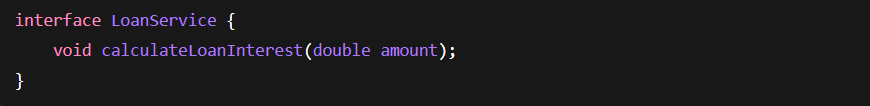 interface LoanService {
    void calculateLoanInterest(double amount);
}